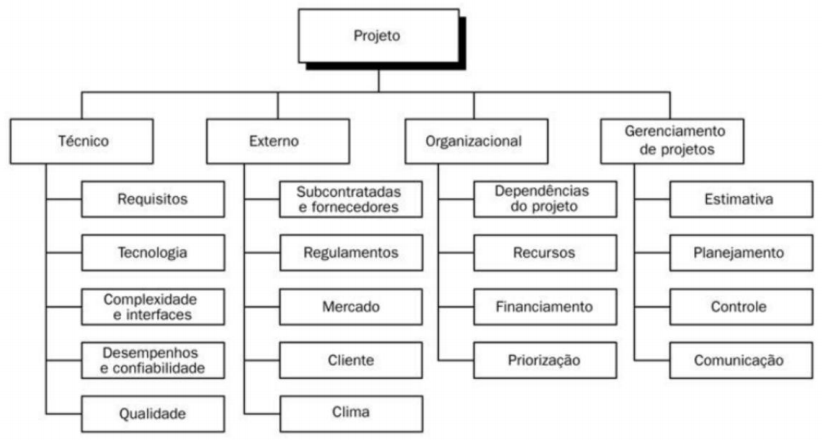 Projeto
Técnico
Externo
Organizacional
Gerenciamento
de projetos
Requisitos
Subcontratadas
e fornecedores
Dependências
do projeto
Estimativa
Tecnologia
Regulamentos
Recursos
Planejamento
Complexidade
e interfaces
Mercado
Financiamento
Controle
Desempenhos
e confiabilidade
Cliente
Priorização
Comunicação
Qualidade
Clima